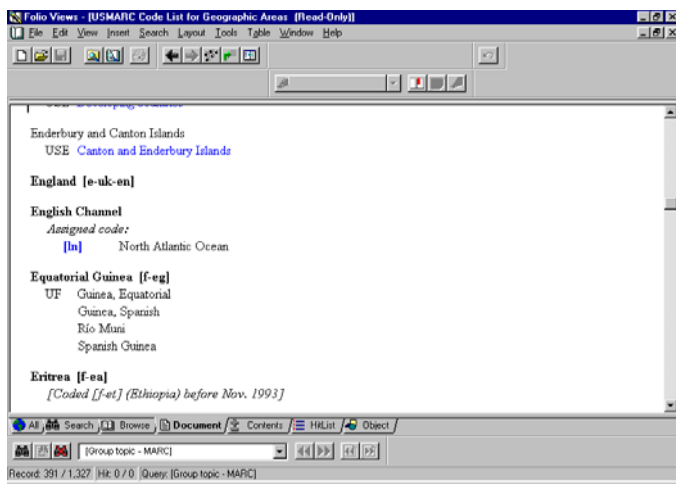 Folio Views - [USMARC Code List for Geographic Areas (Read-Only)]
File Edit View Insert Search Layout Tools Table Window Help
USE Developing countries
Enderbury and Canton Islands
USE Canton and Enderbury Islands
England [e-uk-en]
English Channel
Assigned code:
[ln] North Atlantic Ocean
Equatorial Guinea [f-eg]
UF Guinea, Equatorial
Guinea, Spanish
Río Muni
Spanish Guinea
Eritrea [f-ea]
[Coded [f-et] (Ethiopia) before Nov. 1993]
All Search Browse Document Contents HitList Object
[Group topic - MARC]
Record: 391 / 1,327 Hit: 0 / 0 Query: [Group topic - MARC]